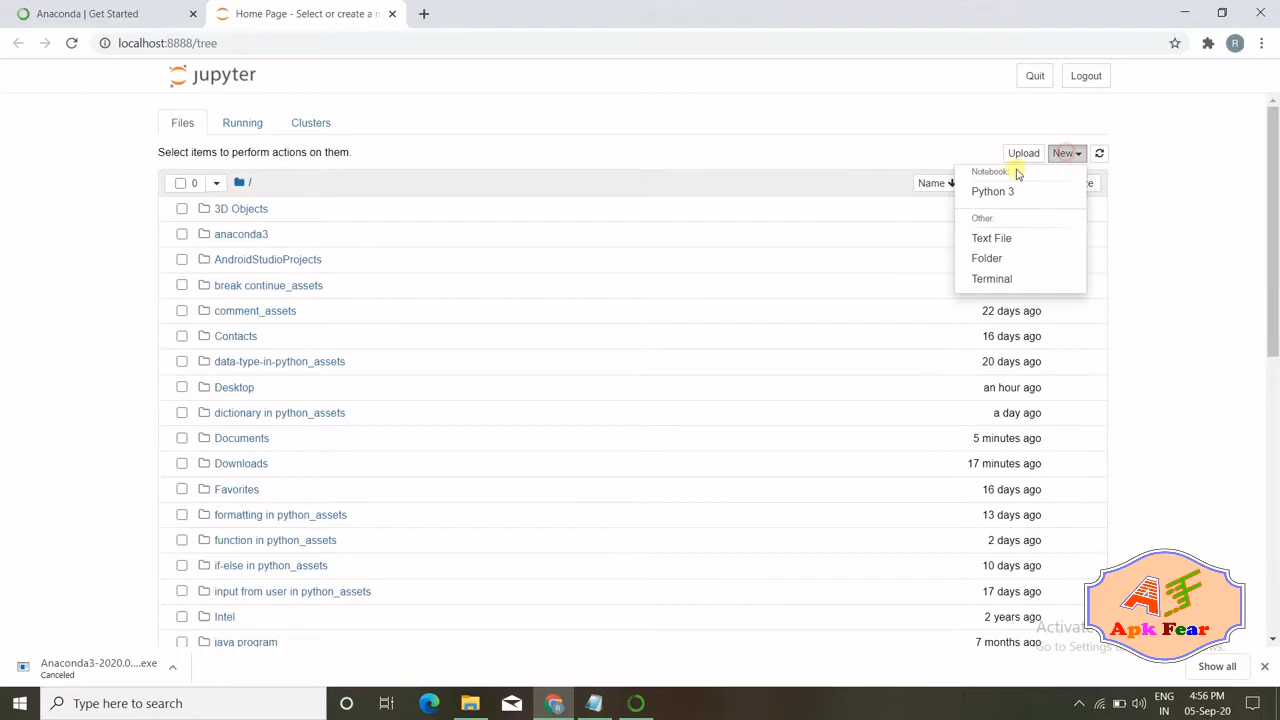 Anaconda | Get Started
Home Page - Select or create a n
localhost:8888/tree
R
jupyter
Quit
Logout
Files
Running
Clusters
Select items to perform actions on them.
Upload
New
0
/
Name
Notebook:
Python 3
Other:
Text File
Folder
Terminal
3D Objects
anaconda3
AndroidStudioProjects
break continue_assets
comment_assets
22 days ago
Contacts
16 days ago
data-type-in-python_assets
20 days ago
Desktop
an hour ago
dictionary in python_assets
a day ago
Documents
5 minutes ago
Downloads
17 minutes ago
Favorites
16 days ago
formatting in python_assets
13 days ago
function in python_assets
2 days ago
if-else in python_assets
10 days ago
input from user in python_assets
17 days ago
Intel
2 years ago
java program
7 months ago
Activate
Go to Settings
Apk Fear
Anaconda3-2020.0....exe
Canceled
Show all
Type here to search
ENG
IN
4:56 PM
05-Sep-20